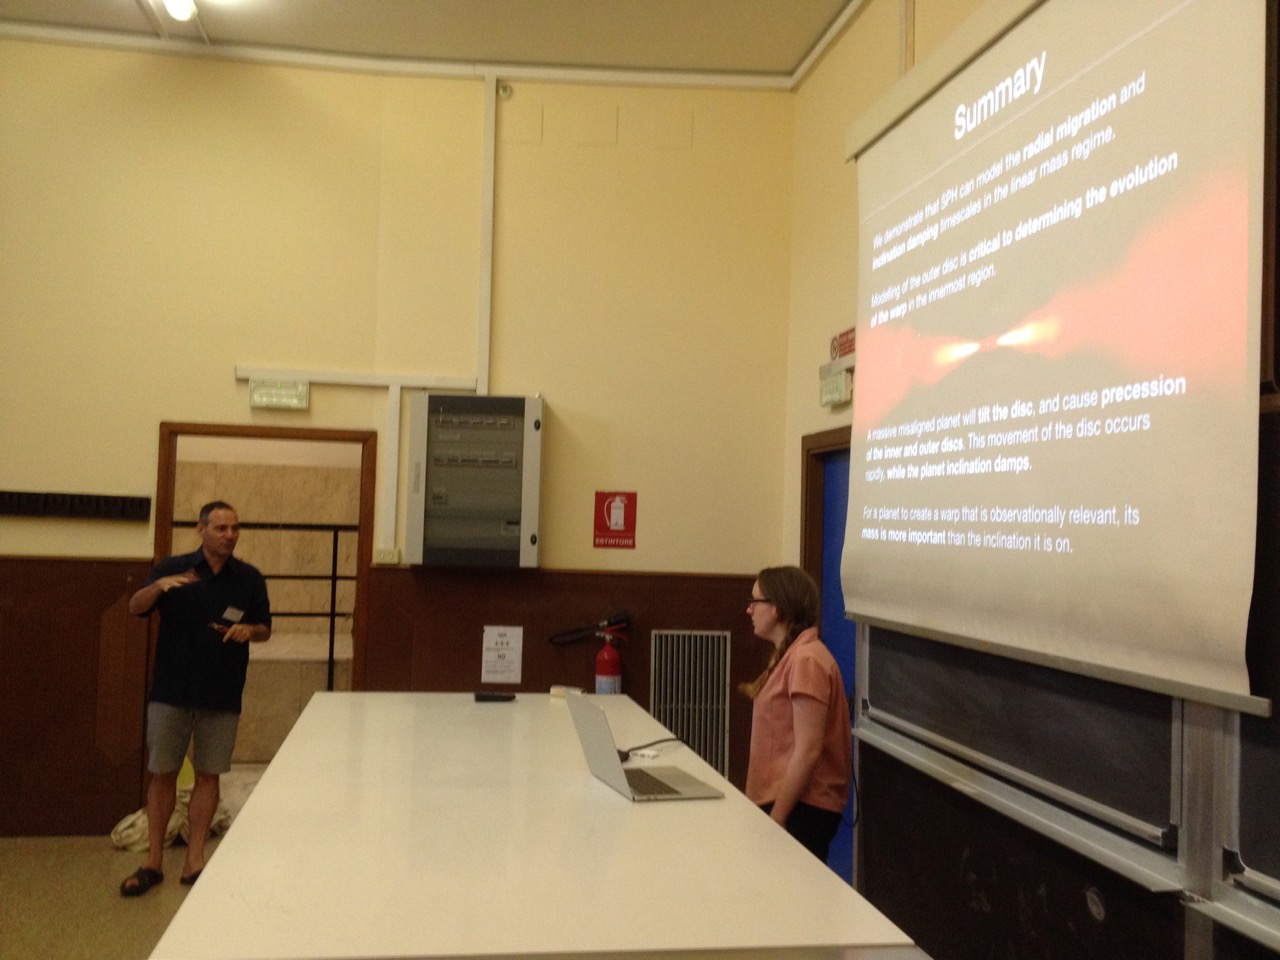 Summary
We demonstrate that SPH can model the radial migration and
inclination damping timescales in the linear mass regime.
Modelling of the outer disc is critical to determining the evolution
of the warp in the innermost region.
A massive misaligned planet will tilt the disc, and cause precession
of the inner and outer discs. This movement of the disc occurs
rapidly, while the planet inclination damps.
For a planet to create a warp that is observationally relevant, its
mass is more important than the inclination it is on.
ESTINTORE